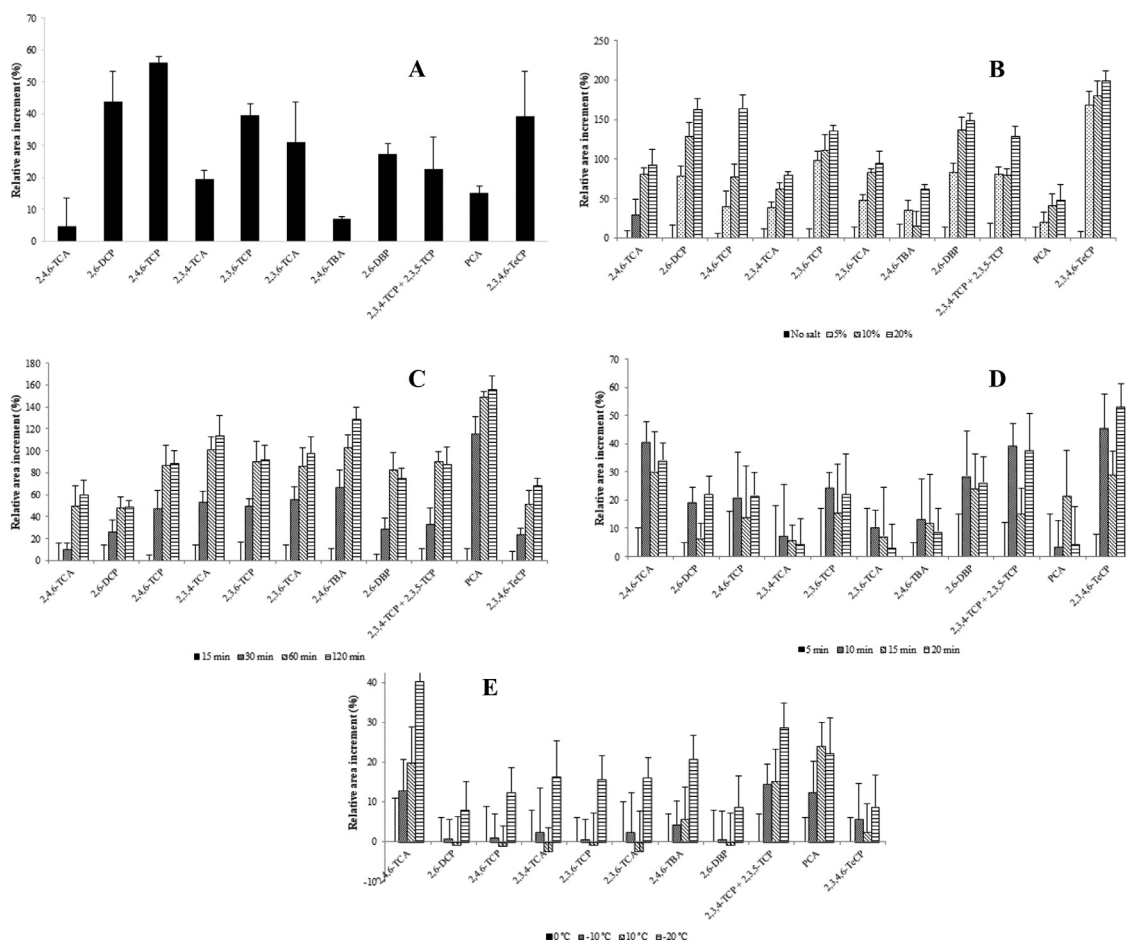 A
Relative area increment (%)
70
60
50
40
30
20
10
0
2,4,6-TCA
2,6-DCP
2,4,6-TCP
2,3,4-TCA
2,3,6-TCP
2,3,6-TCA
2,4,6-TBA
2,6-DBP
2,3,4-TCP + 2,3,5-TCP
PCA
2,3,4,6-TeCP
B
Relative area increment (%)
250
200
150
100
50
0
2,4,6-TCA
2,6-DCP
2,4,6-TCP
2,3,4-TCA
2,3,6-TCP
2,3,6-TCA
2,4,6-TBA
2,6-DBP
2,3,4-TCP + 2,3,5-TCP
PCA
2,3,4,6-TeCP
No salt 5% 10% 20%
C
Relative area increment (%)
180
160
140
120
100
80
60
40
20
0
2,4,6-TCA
2,6-DCP
2,4,6-TCP
2,3,4-TCA
2,3,6-TCP
2,3,6-TCA
2,4,6-TBA
2,6-DBP
2,3,4-TCP + 2,3,5-TCP
PCA
2,3,4,6-TeCP
15 min 30 min 60 min 120 min
D
Relative area increment (%)
70
60
50
40
30
20
10
0
2,4,6-TCA
2,6-DCP
2,4,6-TCP
2,3,4-TCA
2,3,6-TCP
2,3,6-TCA
2,4,6-TBA
2,6-DBP
2,3,4-TCP + 2,3,5-TCP
PCA
2,3,4,6-TeCP
5 min 10 min 15 min 20 min
E
Relative area increment (%)
40
30
20
10
0
-10
2,4,6-TCA
2,6-DCP
2,4,6-TCP
2,3,4-TCA
2,3,6-TCP
2,3,6-TCA
2,4,6-TBA
2,6-DBP
2,3,4-TCP + 2,3,5-TCP
PCA
2,3,4,6-TeCP
0 °C -10 °C 10 °C -20 °C